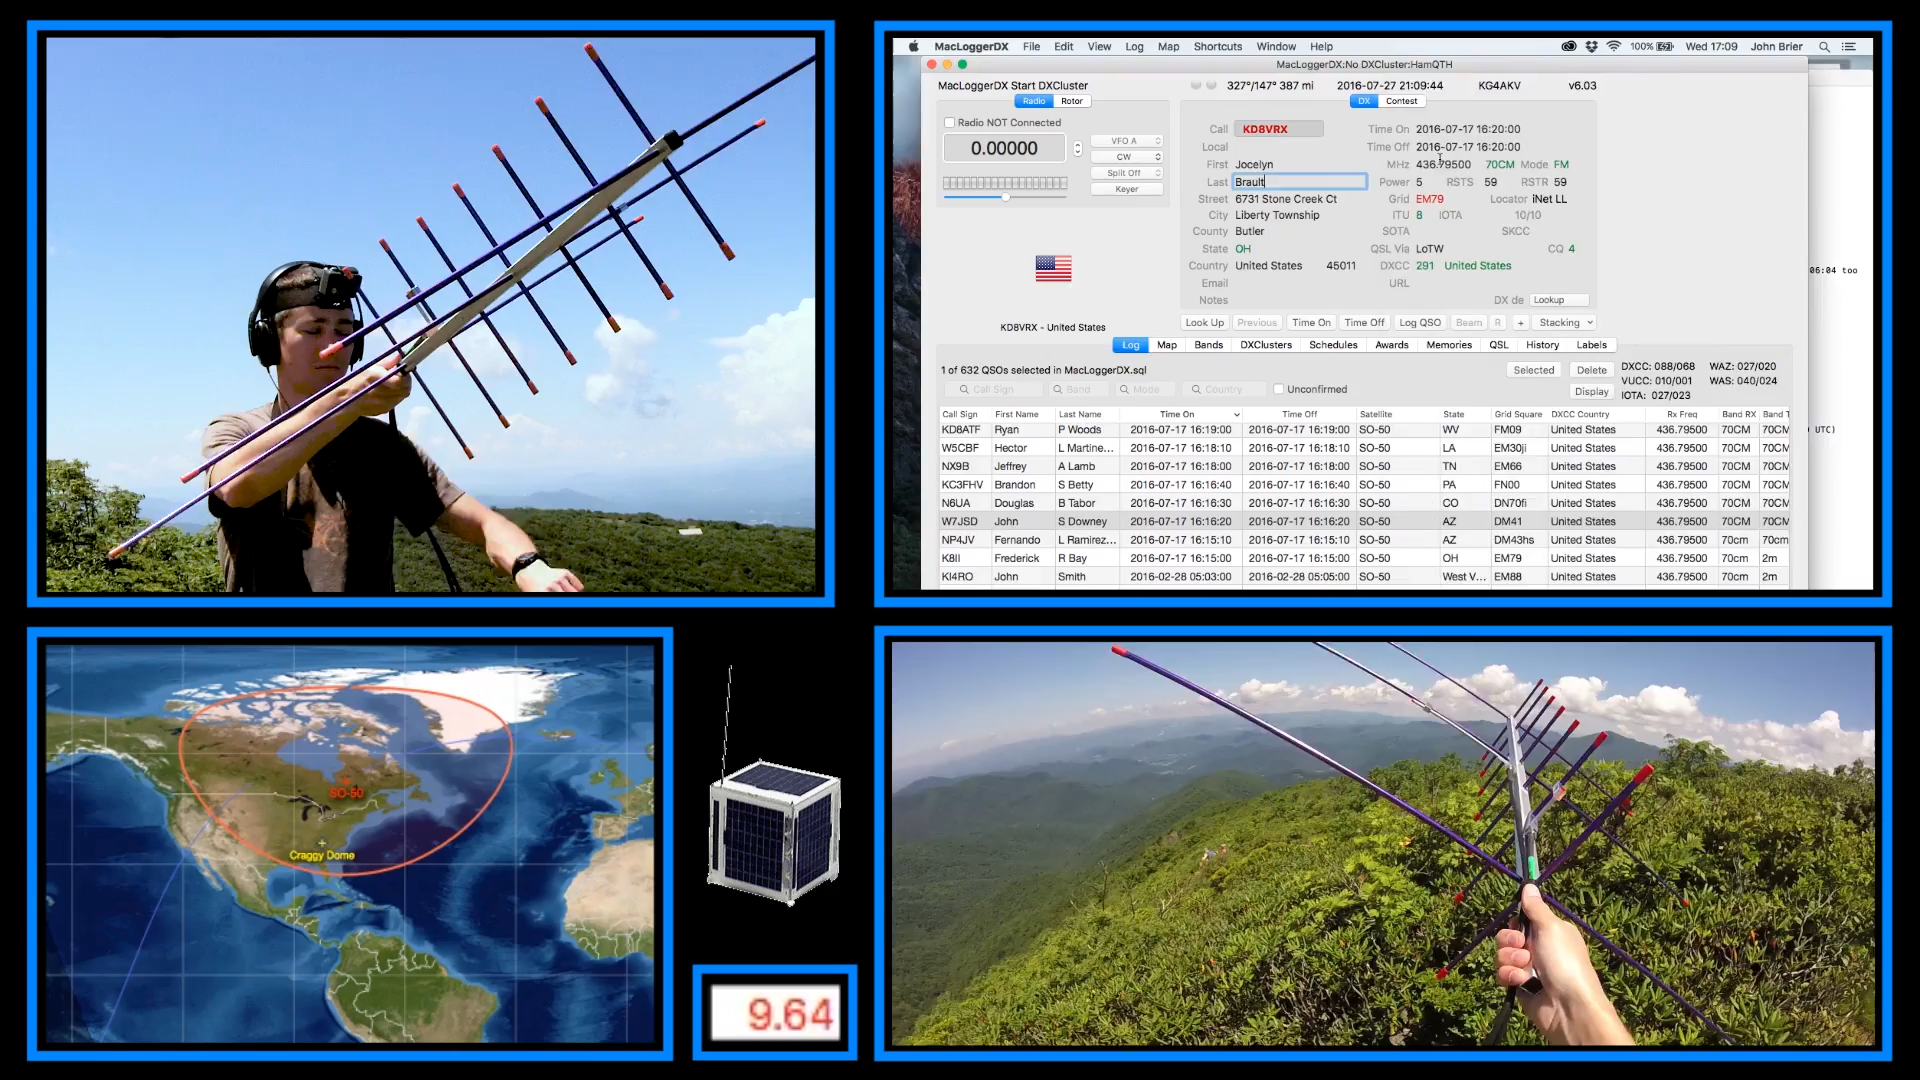 MacLoggerDX File Edit View Log Map Shortcuts Window Help 100% Wed 17:09 John Brier
MacLoggerDX:No DXCluster:HamQTH
MacLoggerDX Start DXCluster 327°/147° 387 mi 2016-07-27 21:09:44 KG4AKV v6.03
Radio Rotor DX Contest
Radio NOT Connected
0.00000
VFO A
CW
Split Off
Keyer
Call KD8VRX Time On 2016-07-17 16:20:00
Local Time Off 2016-07-17 16:20:00
First Jocelyn MHz 436.79500 70CM Mode FM
Last Brault Power 5 RSTS 59 RSTR 59
Street 6731 Stone Creek Ct Grid EM79 Locator iNet LL
City Liberty Township ITU 8 IOTA 10/10
County Butler SOTA SKCC
State OH QSL Via LoTW CQ 4
Country United States 45011 DXCC 291 United States
Email URL
Notes DX de Lookup
06:04 too
KD8VRX - United States
Look Up Previous Time On Time Off Log QSO Beam R + Stacking
Log Map Bands DXClusters Schedules Awards Memories QSL History Labels
1 of 632 QSOs selected in MacLoggerDX.sql Selected Delete DXCC: 088/068 WAZ: 027/020
VUCC: 010/001 WAS: 040/024
Call Sign Band Mode Country Unconfirmed Display IOTA: 027/023
Call Sign First Name Last Name Time On Time Off Satellite State Grid Square DXCC Country Rx Freq Band RX Band T
KD8ATF Ryan P Woods 2016-07-17 16:19:00 2016-07-17 16:19:00 SO-50 WV FM09 United States 436.79500 70CM 70CM
UTC)
W5CBF Hector L Martine... 2016-07-17 16:18:10 2016-07-17 16:18:10 SO-50 LA EM30ji United States 436.79500 70CM 70CM
NX9B Jeffrey A Lamb 2016-07-17 16:18:00 2016-07-17 16:18:00 SO-50 TN EM66 United States 436.79500 70CM 70CM
KC3FHV Brandon S Betty 2016-07-17 16:16:40 2016-07-17 16:16:40 SO-50 PA FN00 United States 436.79500 70CM 70CM
N6UA Douglas B Tabor 2016-07-17 16:16:30 2016-07-17 16:16:30 SO-50 CO DN70fi United States 436.79500 70CM 70CM
W7JSD John S Downey 2016-07-17 16:16:20 2016-07-17 16:16:20 SO-50 AZ DM41 United States 436.79500 70CM 70CM
NP4JV Fernando L Ramirez... 2016-07-17 16:15:10 2016-07-17 16:15:10 SO-50 AZ DM43hs United States 436.79500 70cm 70cm
K8II Frederick R Bay 2016-07-17 16:15:00 2016-07-17 16:15:00 SO-50 OH EM79 United States 436.79500 70cm 2m
KI4RO John Smith 2016-02-28 05:03:00 2016-02-28 05:05:00 SO-50 West V... EM88 United States 436.79500 70cm 2m
SO-50
Craggy Dome
9.64